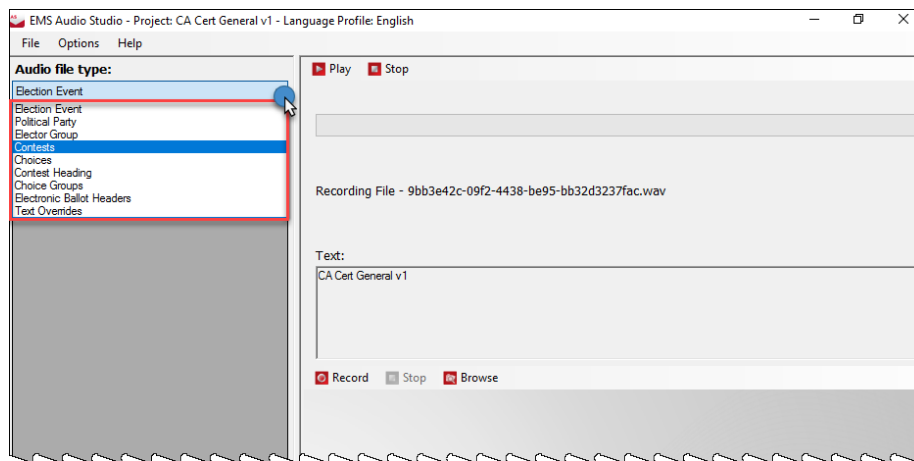 EMS Audio Studio - Project: CA Cert General v1 - Language Profile: English
File Options Help
Audio file type:
Election Event
Election Event
Political Party
Elector Group
Contests
Choices
Contest Heading
Choice Groups
Electronic Ballot Headers
Text Overrides
Play Stop
Recording File - 9bb3e42c-09f2-4438-be95-bb32d3237fac.wav
Text:
CA Cert General v1
Record Stop Browse